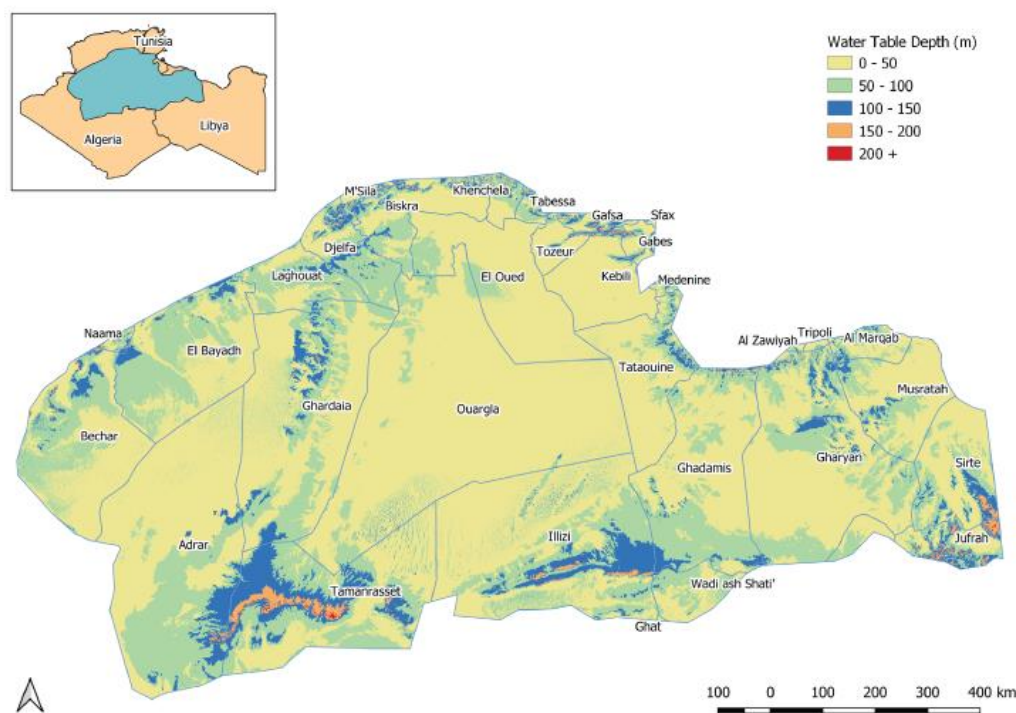 Tunisia
Algeria
Libya
Water Table Depth (m)
0 - 50
50 - 100
100 - 150
150 - 200
200 +
M'Sila
Khenchela
Biskra
Tabessa
Gafsa
Sfax
Djelfa
Tozeur
Gabes
Laghouat
El Oued
Kebili
Medenine
Naama
El Bayadh
Al Zawiyah
Tripoli
Al Marqab
Tataouine
Musratah
Ghardaia
Ouargla
Bechar
Ghadamis
Gharyan
Sirte
Adrar
Illizi
Jufrah
Tamanrasset
Wadi ash Shati'
Ghat
100 0 100 200 300 400 km